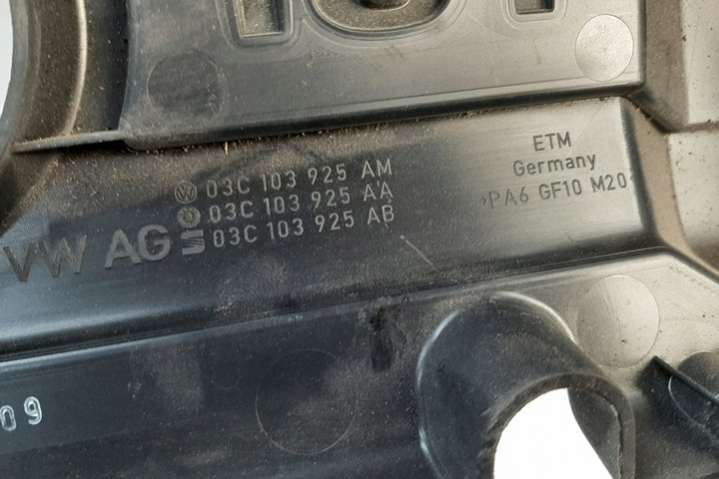 ETM
Germany
>PA6 GF10 M20
03C 103 925 AM
03C 103 925 AA
03C 103 925 AB
VW AG
09